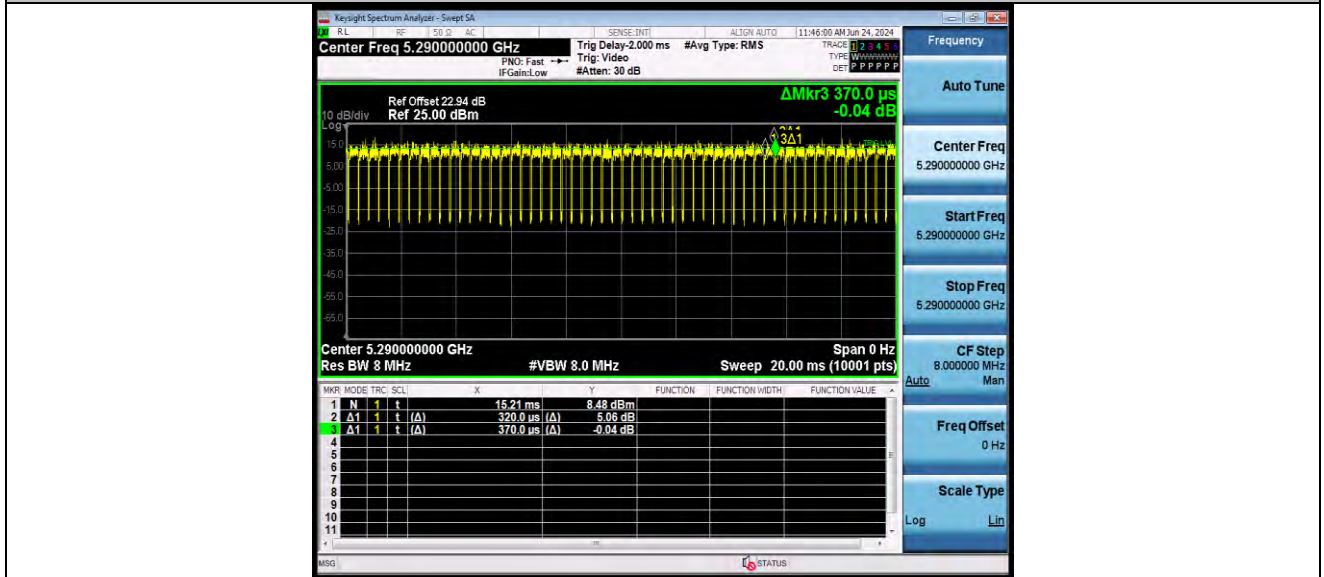 Keysight Spectrum Analyzer - Swept SA
RL RF 50 Ω AC SENSE:INT ALIGN AUTO 11:46:00 AM Jun 24, 2024
Center Freq 5.290000000 GHz
PNO: Fast
IFGain:Low
Trig Delay-2.000 ms
Trig: Video
#Atten: 30 dB
#Avg Type: RMS
TRACE 1 2 3 4 5 6
TYPE WWWWWW
DET P P P P P P
ΔMkr3 370.0 µs
-0.04 dB
Ref Offset 22.94 dB
10 dB/div Ref 25.00 dBm
Log
15.0
5.00
-5.00
-15.0
-25.0
-35.0
-45.0
-55.0
-65.0
3Δ1
Center 5.290000000 GHz Span 0 Hz
Res BW 8 MHz #VBW 8.0 MHz Sweep 20.00 ms (10001 pts)
MKR MODE TRC SCL X Y FUNCTION FUNCTION WIDTH FUNCTION VALUE
1 N 1 t 15.21 ms 8.48 dBm
2 Δ1 1 t (Δ) 320.0 µs (Δ) 5.06 dB
3 Δ1 1 t (Δ) 370.0 µs (Δ) -0.04 dB
4
5
6
7
8
9
10
11
MSG STATUS
Frequency
Auto Tune
Center Freq
5.290000000 GHz
Start Freq
5.290000000 GHz
Stop Freq
5.290000000 GHz
CF Step
8.000000 MHz
Auto Man
Freq Offset
0 Hz
Scale Type
Log Lin